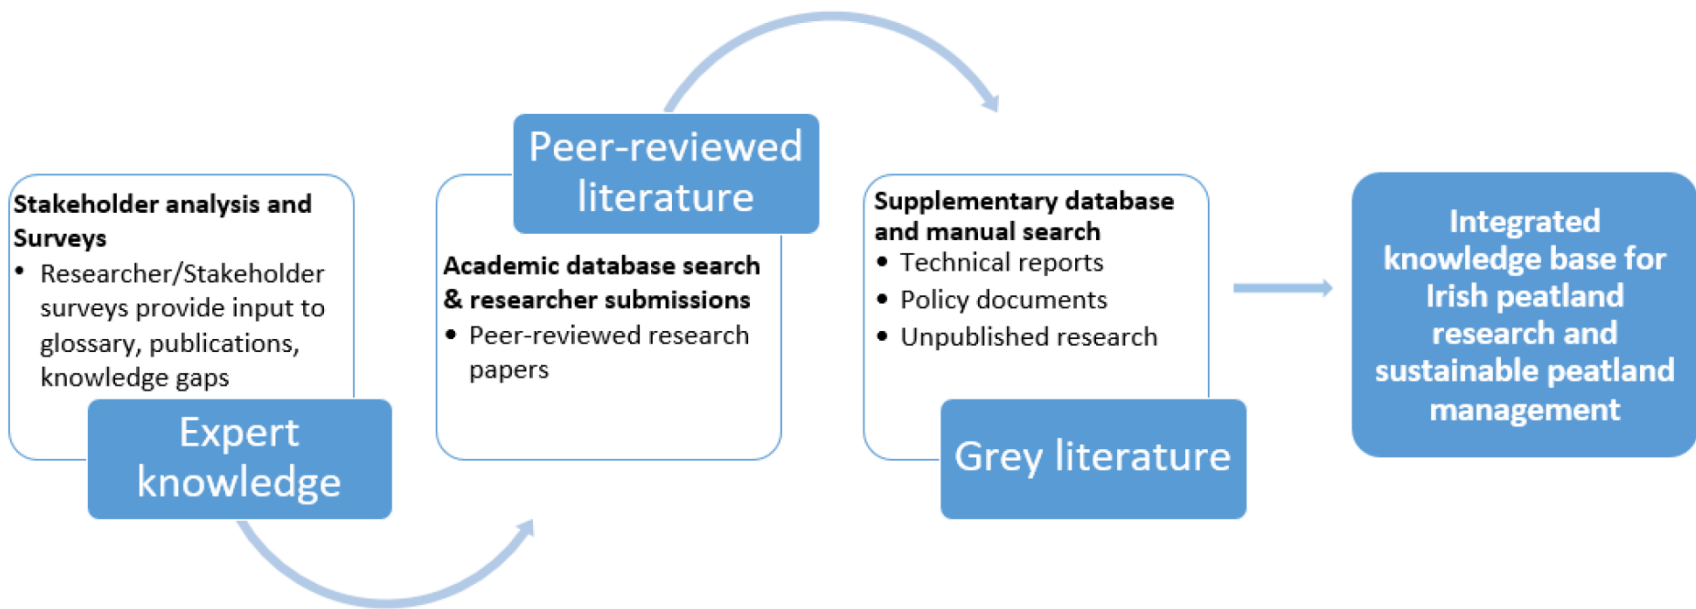 Stakeholder analysis and
Surveys
• Researcher/Stakeholder
surveys provide input to
glossary, publications,
knowledge gaps
Expert
knowledge
Peer-reviewed
literature
Academic database search
& researcher submissions
• Peer-reviewed research
papers
Supplementary database
and manual search
• Technical reports
• Policy documents
• Unpublished research
Grey literature
Integrated
knowledge base for
Irish peatland
research and
sustainable peatland
management